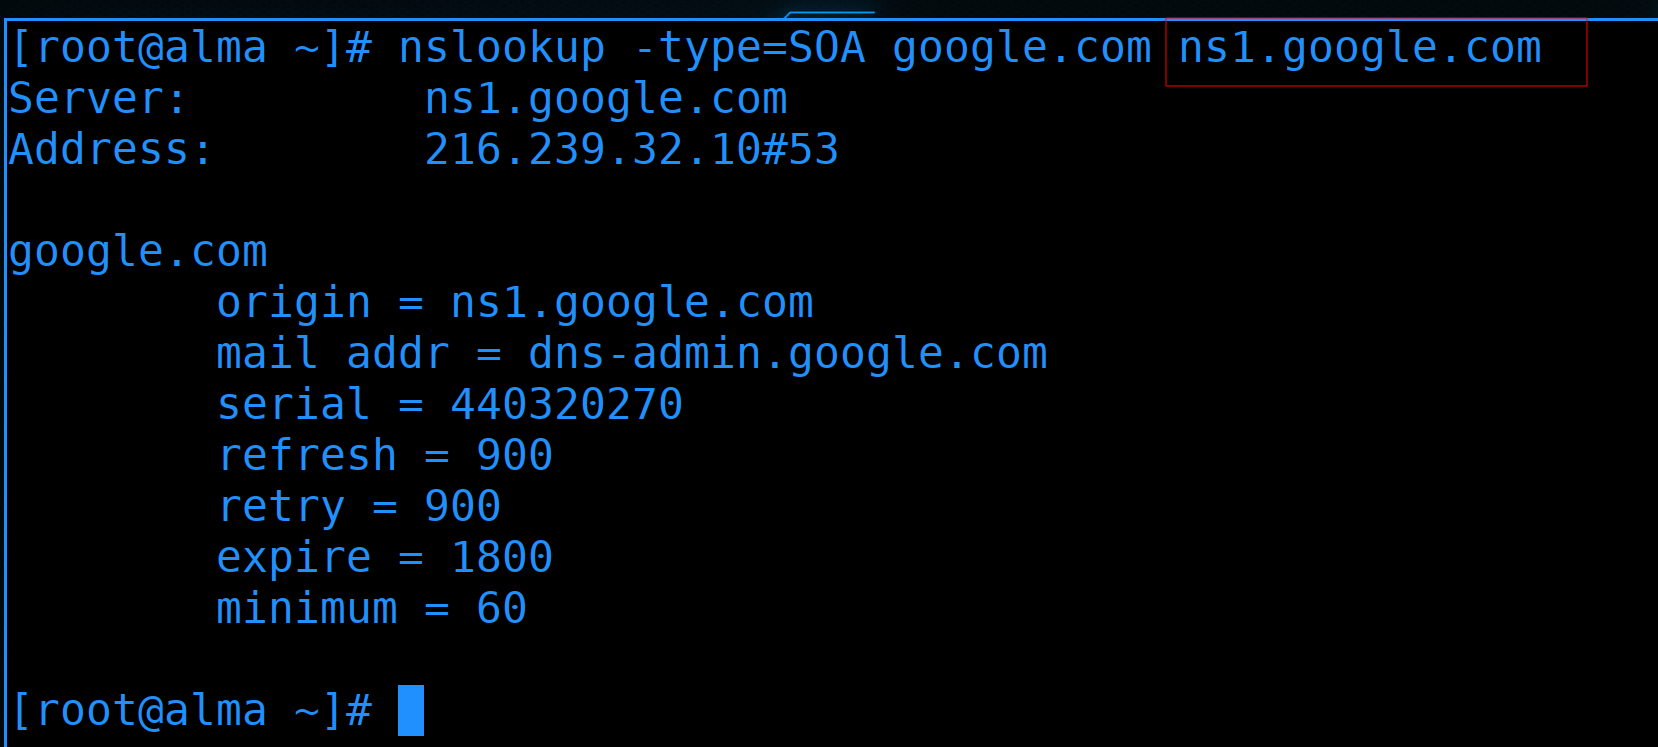 [root@alma ~]# nslookup -type=SOA google.com ns1.google.com
Server:         ns1.google.com
Address:        216.239.32.10#53

google.com
        origin = ns1.google.com
        mail addr = dns-admin.google.com
        serial = 440320270
        refresh = 900
        retry = 900
        expire = 1800
        minimum = 60

[root@alma ~]#